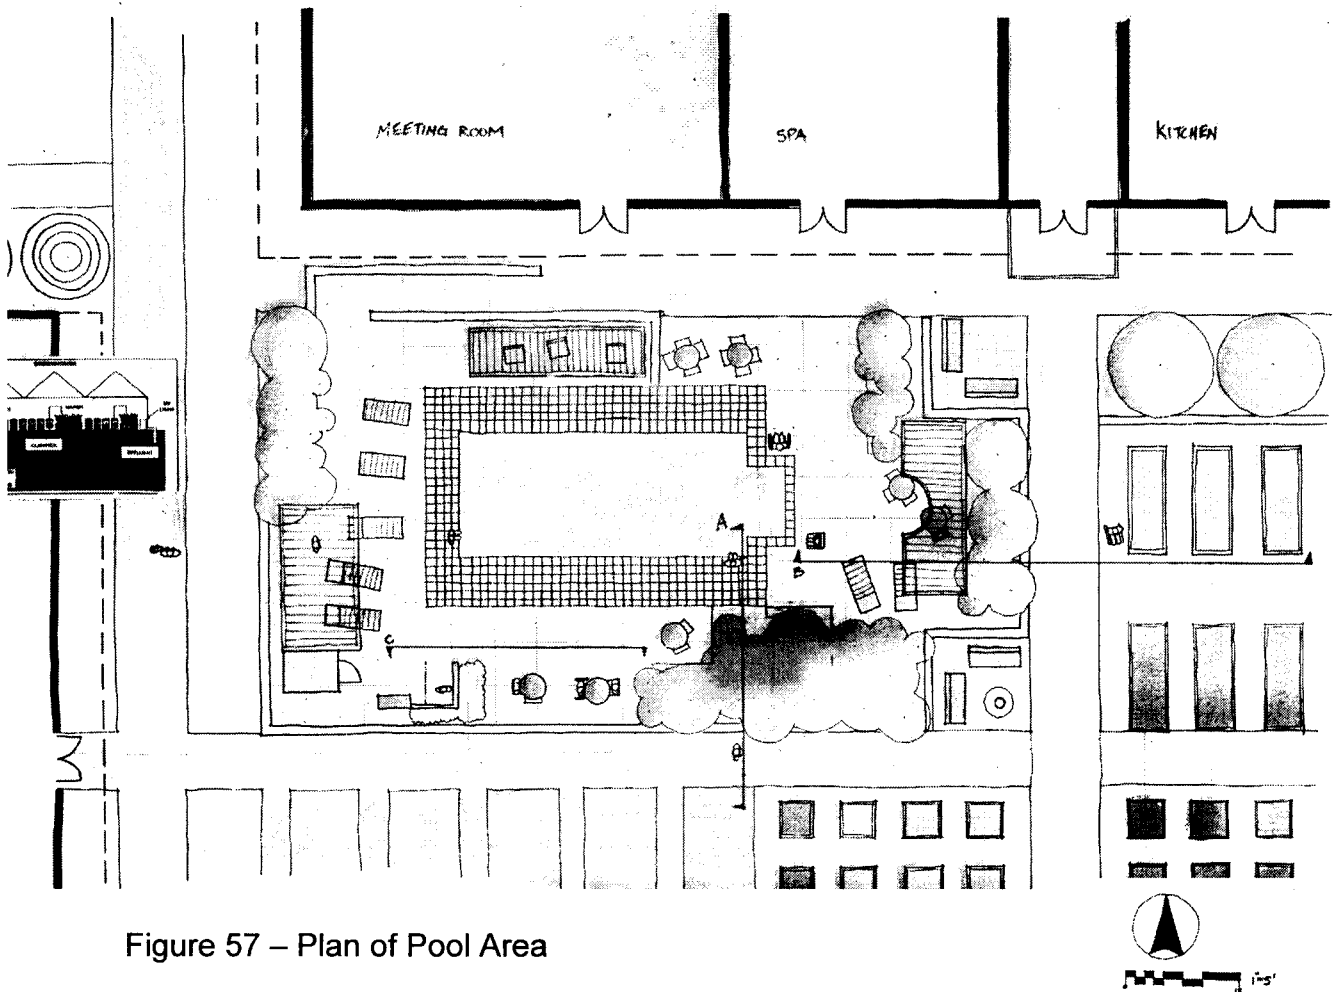 MEETING ROOM
SPA
KITCHEN
A
B
C
Figure 57 – Plan of Pool Area
1"=5'